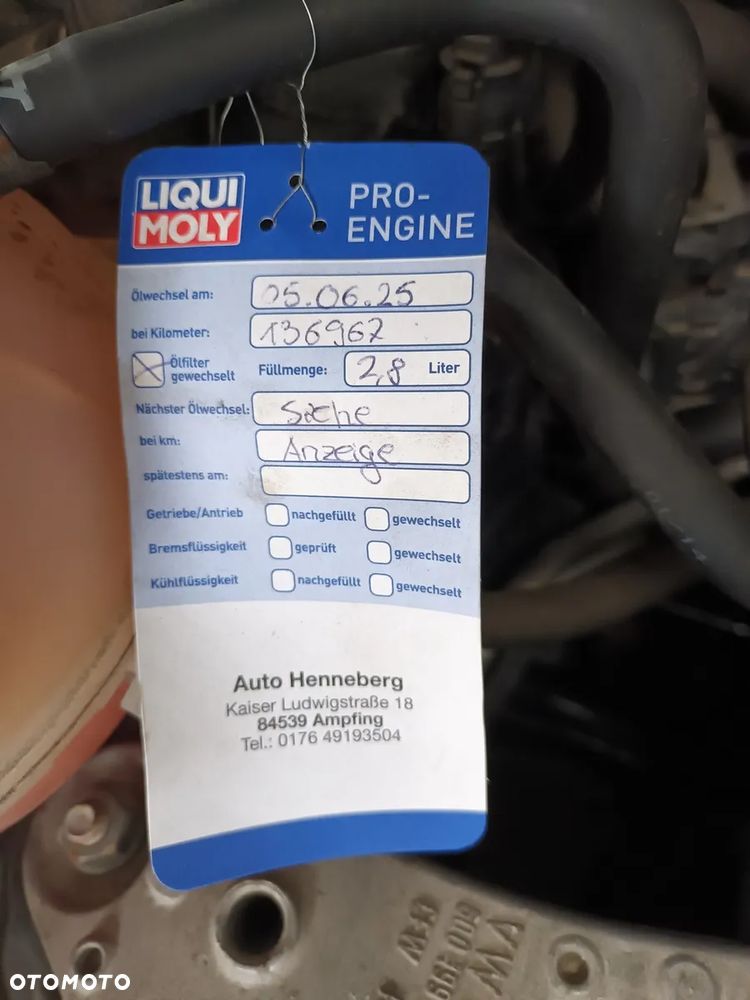 LIQUI
MOLY
PRO-
ENGINE
Ölwechsel am: 05.06.25
bei Kilometer: 136967
Ölfilter
gewechselt
Füllmenge: 2,8 Liter
Nächster Ölwechsel: Siehe
bei km: Anzeige
spätestens am:
Getriebe/Antrieb nachgefüllt gewechselt
Bremsflüssigkeit geprüft gewechselt
Kühlflüssigkeit nachgefüllt gewechselt
Auto Henneberg
Kaiser Ludwigstraße 18
84539 Ampfing
Tel.: 0176 49193504
OTOMOTO